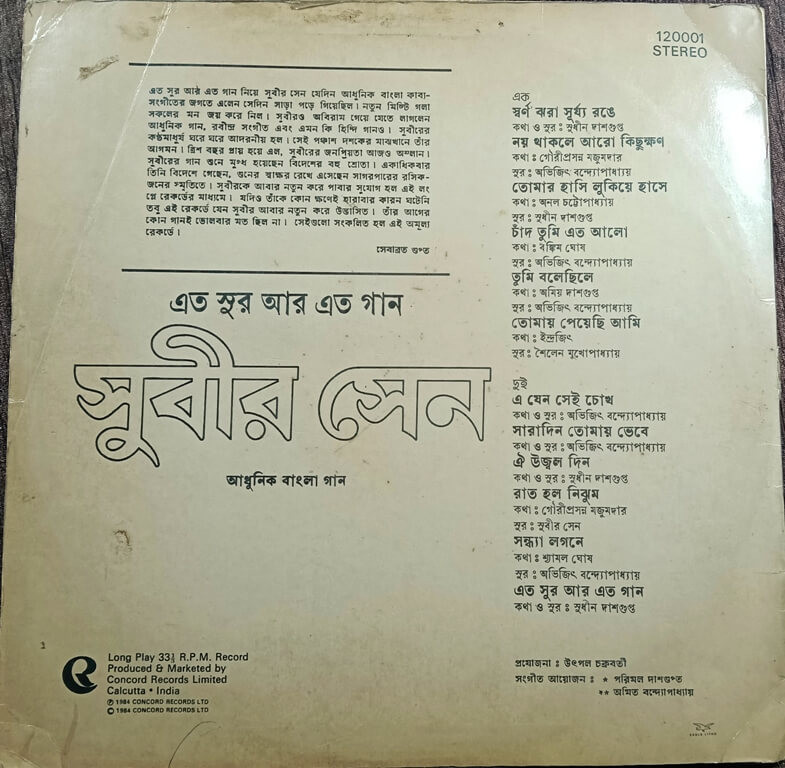 120001
STEREO
এত সুর আর এত গান নিয়ে সুবীর সেন যেদিন আধুনিক বাংলা কাব্য-
সংগীতের জগতে এলেন সেদিন সাড়া পড়ে গিয়েছিল। নতুন মিষ্টি গলা
সকলের মন জয় করে নিল। সুবীরও অবিরাম গেয়ে যেতে লাগলেন
আধুনিক গান, রবীন্দ্র সংগীত এবং এমন কি হিন্দি গানও। সুবীরের
কণ্ঠমাধুর্য ঘরে ঘরে আদরনীয় হল। সেই পঞ্চাশ দশকের মাঝখানে তাঁর
আগমন। ত্রিশ বছর প্রায় হয়ে এল, সুবীরের জনপ্রিয়তা আজও অম্লান।
সুবীরের গান শুনে মুগ্ধ হয়েছেন বিদেশের বহু শ্রোতা। একাধিকবার
তিনি বিদেশে গেছেন, গুনের স্বাক্ষর রেখে এসেছেন সাগরপারের রসিক-
জনের স্মৃতিতে। সুবীরকে আবার নতুন করে পাবার সুযোগ হল এই লং
প্লে রেকর্ডের মাধ্যমে। যদিও তাঁকে কোন ক্ষণেই হারাবার কারন ঘটেনি
তবু এই রেকর্ডে যেন সুবীর আবার নতুন করে উদ্ভাসিত। তাঁর আগের
কোন গানই ভোলবার মত ছিল না। সেইগুলো সংকলিত হল এই অমূল্য
রেকর্ডে।
সেবাব্রত গুপ্ত
এত সুর আর এত গান
সুবীর সেন
আধুনিক বাংলা গান
এক
স্বর্ণ ঝরা সূর্য্য রঙে
কথা ও সুর : সুধীন দাশগুপ্ত
নয় থাকলে আরো কিছুক্ষণ
কথা : গৌরীপ্রসন্ন মজুমদার
সুর : অভিজিৎ বন্দ্যোপাধ্যায়
তোমার হাসি লুকিয়ে হাসে
কথা : অনল চট্টোপাধ্যায়
সুর : সুধীন দাশগুপ্ত
চাঁদ তুমি এত আলো
কথা : বঙ্কিম ঘোষ
সুর : অভিজিৎ বন্দ্যোপাধ্যায়
তুমি বলেছিলে
কথা : অমিয় দাশগুপ্ত
সুর : অভিজিৎ বন্দ্যোপাধ্যায়
তোমায় পেয়েছি আমি
কথা : ইন্দ্রজিৎ
সুর : শৈলেন মুখোপাধ্যায়
দুই
এ যেন সেই চোখ
কথা ও সুর : অভিজিৎ বন্দ্যোপাধ্যায়
সারাদিন তোমায় ভেবে
কথা ও সুর : অভিজিৎ বন্দ্যোপাধ্যায়
ঐ উজ্বল দিন
কথা ও সুর : সুধীন দাশগুপ্ত
রাত হল নিঝুম
কথা : গৌরীপ্রসন্ন মজুমদার
সুর : সুবীর সেন
সন্ধ্যা লগনে
কথা : শ্যামল ঘোষ
সুর : অভিজিৎ বন্দ্যোপাধ্যায়
এত সুর আর এত গান
কথা ও সুর : সুধীন দাশগুপ্ত
প্রযোজনা : উৎপল চক্রবর্তী
সংগীত আয়োজন : * পরিমল দাশগুপ্ত
** অমিত বন্দ্যোপাধ্যায়
1
Long Play 33⅓ R.P.M. Record
Produced & Marketed by
Concord Records Limited
Calcutta • India
℗ 1984 CONCORD RECORDS LTD
© 1984 CONCORD RECORDS LTD
EAGLE LITHO